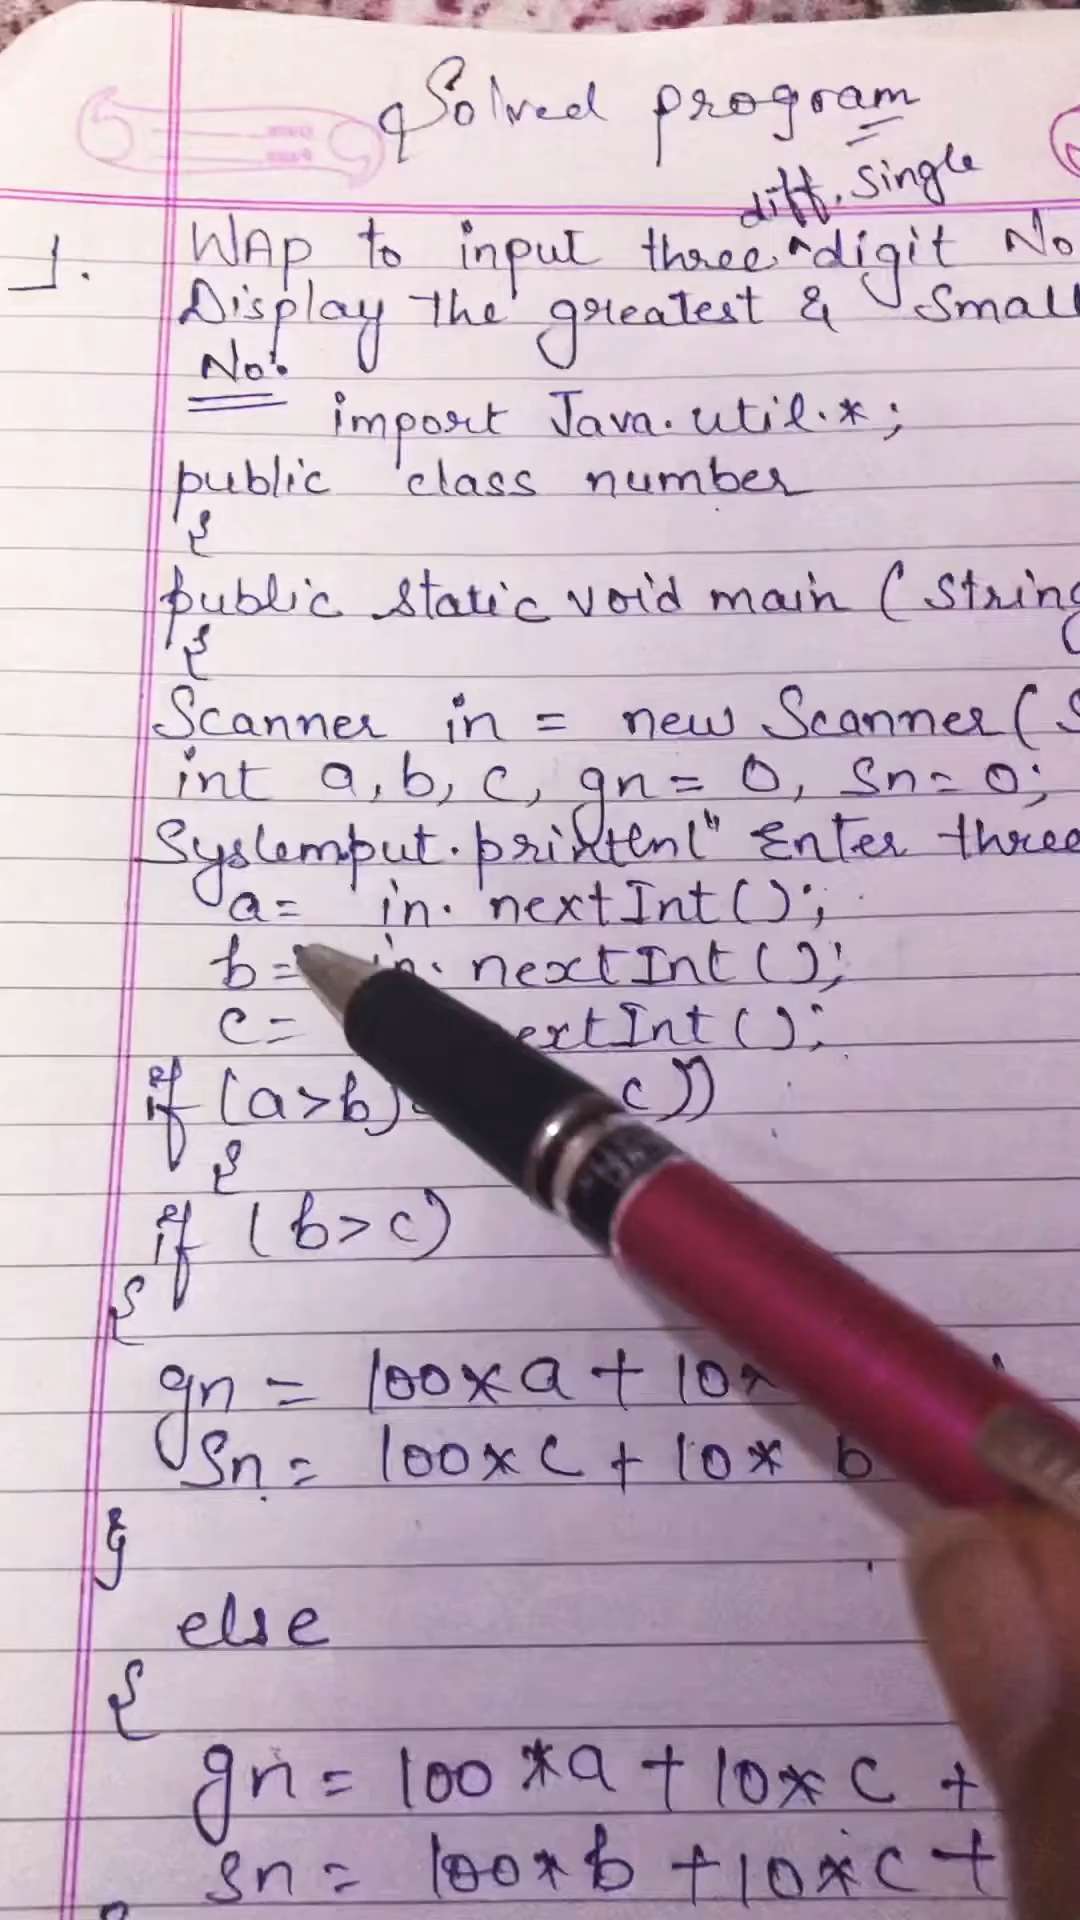 Solved program
diff. single
1. WAP to input three ^ digit No
Display the greatest & Small
No:
import Java.util.*;
public class number
{
public static void main (String
{
Scanner in = new Scanner(S
int a, b, c, gn = 0, Sn = 0;
Systemput.println" Enter three
a= in. nextInt();
b= in. nextInt();
c= extInt();
if (a>b) c))
{
if (b>c)
{
gn = 100*a + 10*
Sn = 100*c + 10* b
}
else
{
gn = 100*a + 10*c +
sn = 100*b + 10*c +